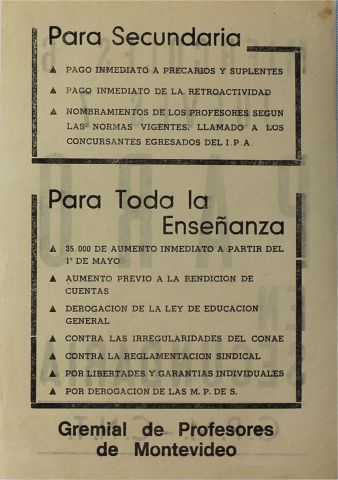 Para Secundaria
▲ PAGO INMEDIATO A PRECARIOS Y SUPLENTES
▲ PAGO INMEDIATO DE LA RETROACTIVIDAD
▲ NOMBRAMIENTOS DE LOS PROFESORES SEGUN
LAS NORMAS VIGENTES: LLAMADO A LOS
CONCURSANTES EGRESADOS DEL I.P.A.
Para Toda la
Enseñanza
▲ 35.000 DE AUMENTO INMEDIATO A PARTIR DEL
1º DE MAYO
▲ AUMENTO PREVIO A LA RENDICION DE
CUENTAS
▲ DEROGACION DE LA LEY DE EDUCACION
GENERAL
▲ CONTRA LAS IRREGULARIDADES DEL CONAE
▲ CONTRA LA REGLAMENTACION SINDICAL
▲ POR LIBERTADES Y GARANTIAS INDIVIDUALES
▲ POR DEROGACION DE LAS M. P. DE S.
Gremial de Profesores
de Montevideo